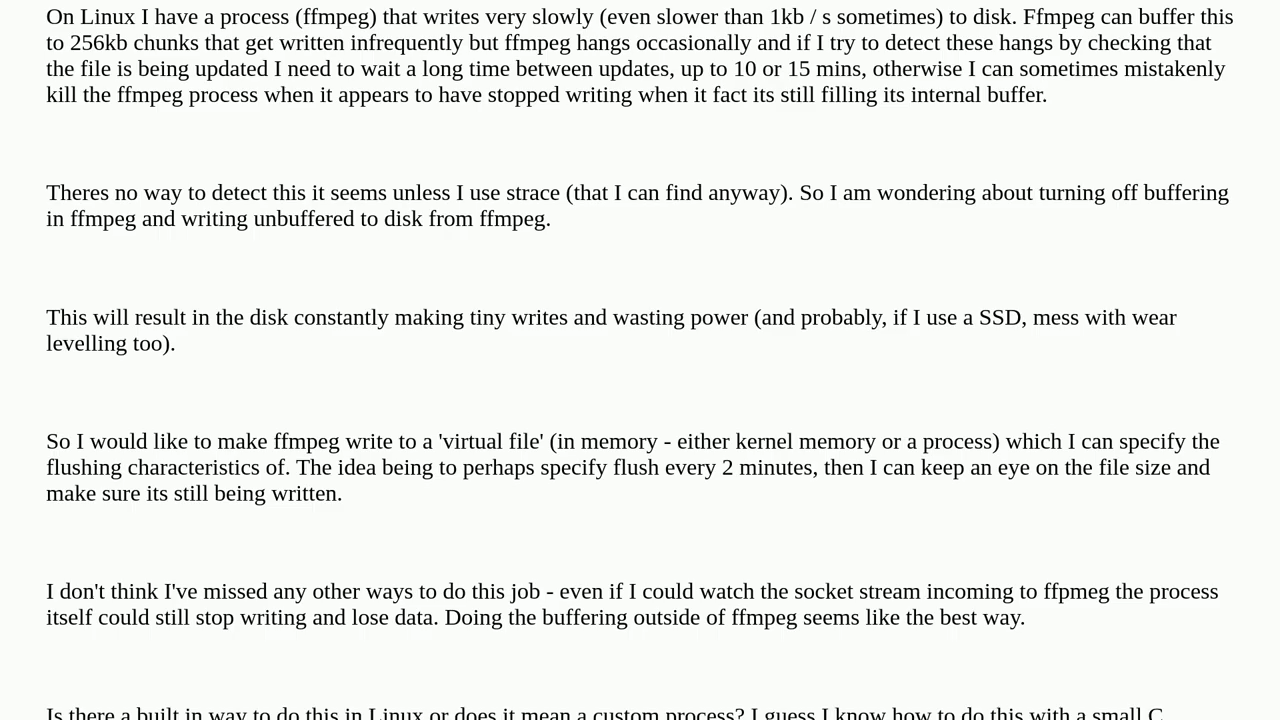 On Linux I have a process (ffmpeg) that writes very slowly (even slower than 1kb / s sometimes) to disk. Ffmpeg can buffer this
to 256kb chunks that get written infrequently but ffmpeg hangs occasionally and if I try to detect these hangs by checking that
the file is being updated I need to wait a long time between updates, up to 10 or 15 mins, otherwise I can sometimes mistakenly
kill the ffmpeg process when it appears to have stopped writing when it fact its still filling its internal buffer.
Theres no way to detect this it seems unless I use strace (that I can find anyway). So I am wondering about turning off buffering
in ffmpeg and writing unbuffered to disk from ffmpeg.
This will result in the disk constantly making tiny writes and wasting power (and probably, if I use a SSD, mess with wear
levelling too).
So I would like to make ffmpeg write to a 'virtual file' (in memory - either kernel memory or a process) which I can specify the
flushing characteristics of. The idea being to perhaps specify flush every 2 minutes, then I can keep an eye on the file size and
make sure its still being written.
I don't think I've missed any other ways to do this job - even if I could watch the socket stream incoming to ffpmeg the process
itself could still stop writing and lose data. Doing the buffering outside of ffmpeg seems like the best way.
Is there a built in way to do this in Linux or does it mean a custom process? I guess I know how to do this with a small C